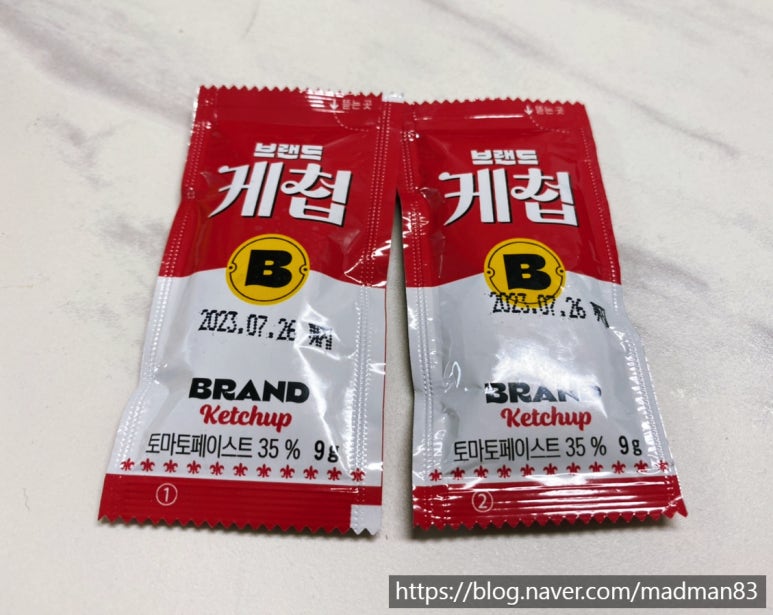 ↓뜯는곳
브랜드
케첩
B
2023.07.26 까지
BRAND
Ketchup
토마토페이스트 35 % 9g
①
↓뜯는곳
브랜드
케첩
B
2023.07.26
BRAND
Ketchup
토마토페이스트 35 % 9g
②
https://blog.naver.com/madman83